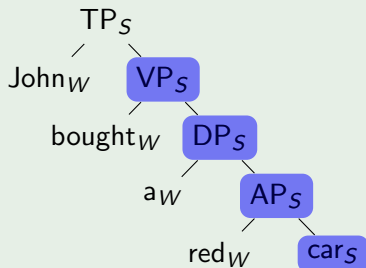 TP_S
John_W VP_S
bought_W DP_S
a_W AP_S
red_W car_S